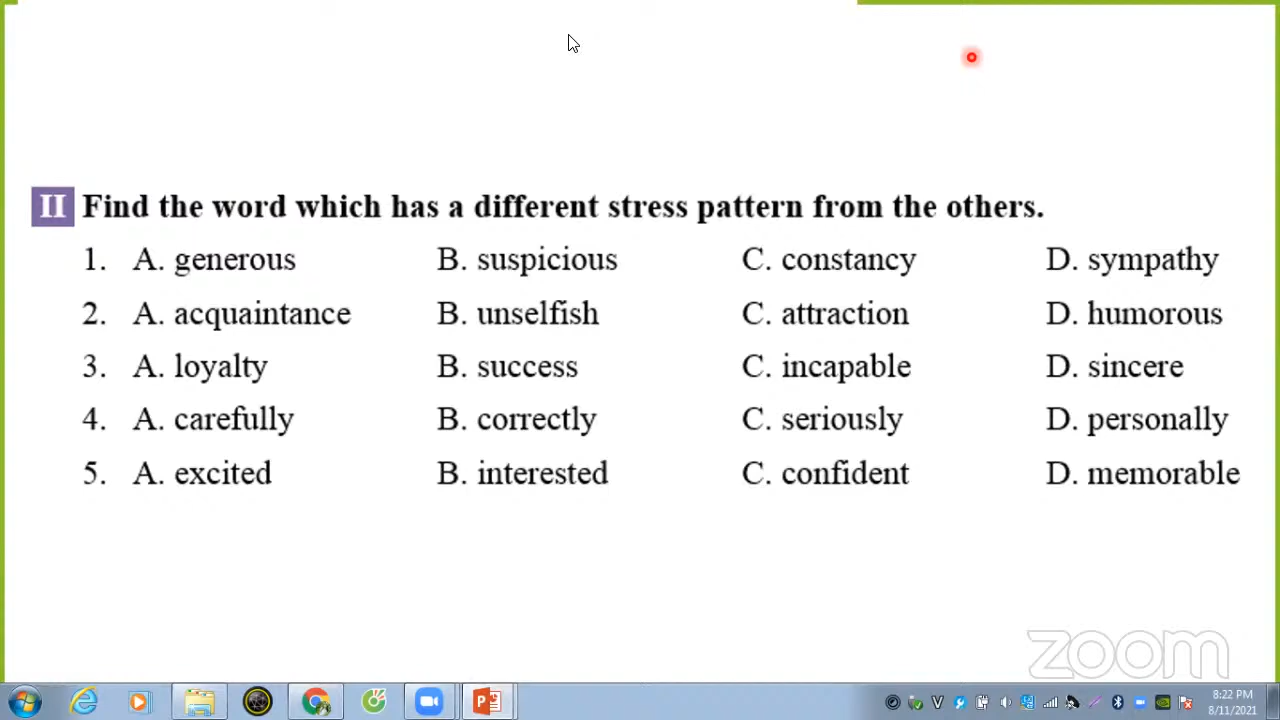 II Find the word which has a different stress pattern from the others.
1. A. generous B. suspicious C. constancy D. sympathy
2. A. acquaintance B. unselfish C. attraction D. humorous
3. A. loyalty B. success C. incapable D. sincere
4. A. carefully B. correctly C. seriously D. personally
5. A. excited B. interested C. confident D. memorable
zoom
8:22 PM
8/11/2021